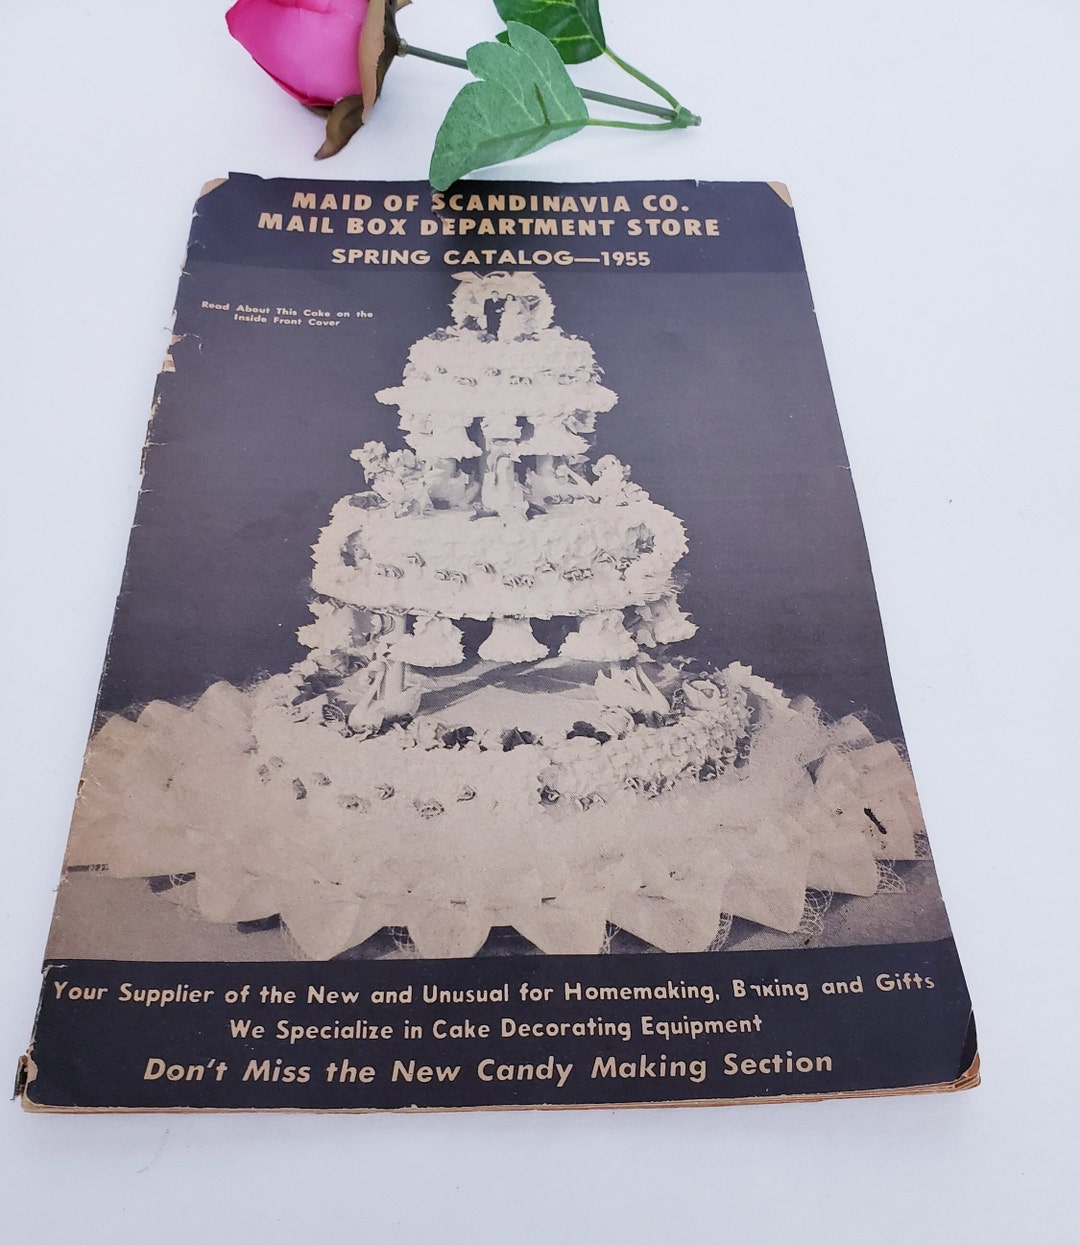 MAID OF SCANDINAVIA CO.
MAIL BOX DEPARTMENT STORE
SPRING CATALOG—1955
Read About This Cake on the
Inside Front Cover
Your Supplier of the New and Unusual for Homemaking, Baking and Gifts
We Specialize in Cake Decorating Equipment
Don't Miss the New Candy Making Section